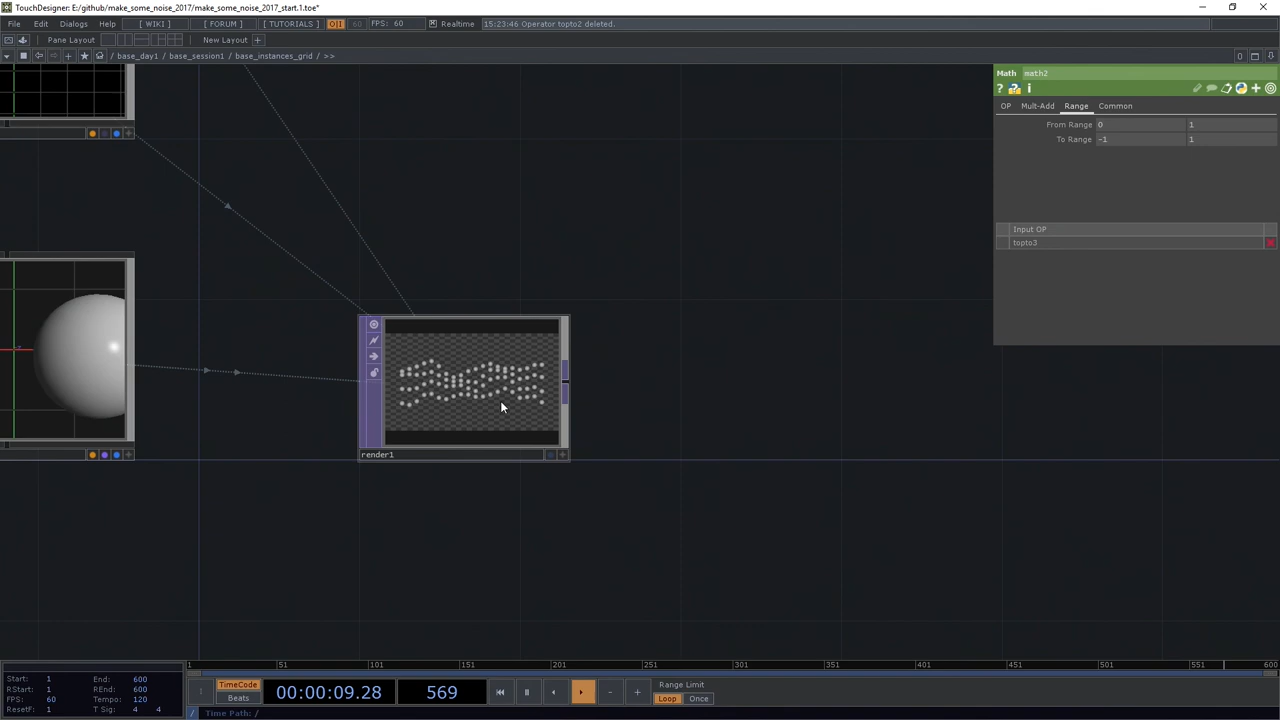 TouchDesigner: E:/github/make_some_noise_2017/make_some_noise_2017_start.1.toe*
File Edit Dialogs Help [ WIKI ] [ FORUM ] [ TUTORIALS ] O|I 60 FPS: 60 Realtime 15:23:46 Operator topto2 deleted.
Pane Layout New Layout +
/ base_day1 / base_session1 / base_instances_grid / >> 0
Math math2
? ? i
OP Mult-Add Range Common
From Range 0 1
To Range -1 1
Input OP
topto3
render1
1 51 101 151 201 251 301 351 401 451 501 551 600
Start: 1 End: 600
RStart: 1 REnd: 600
FPS: 60 Tempo: 120
ResetF: 1 T Sig: 4 4
TimeCode
Beats
00:00:09.28 569
Range Limit
Loop Once
/ Time Path: /